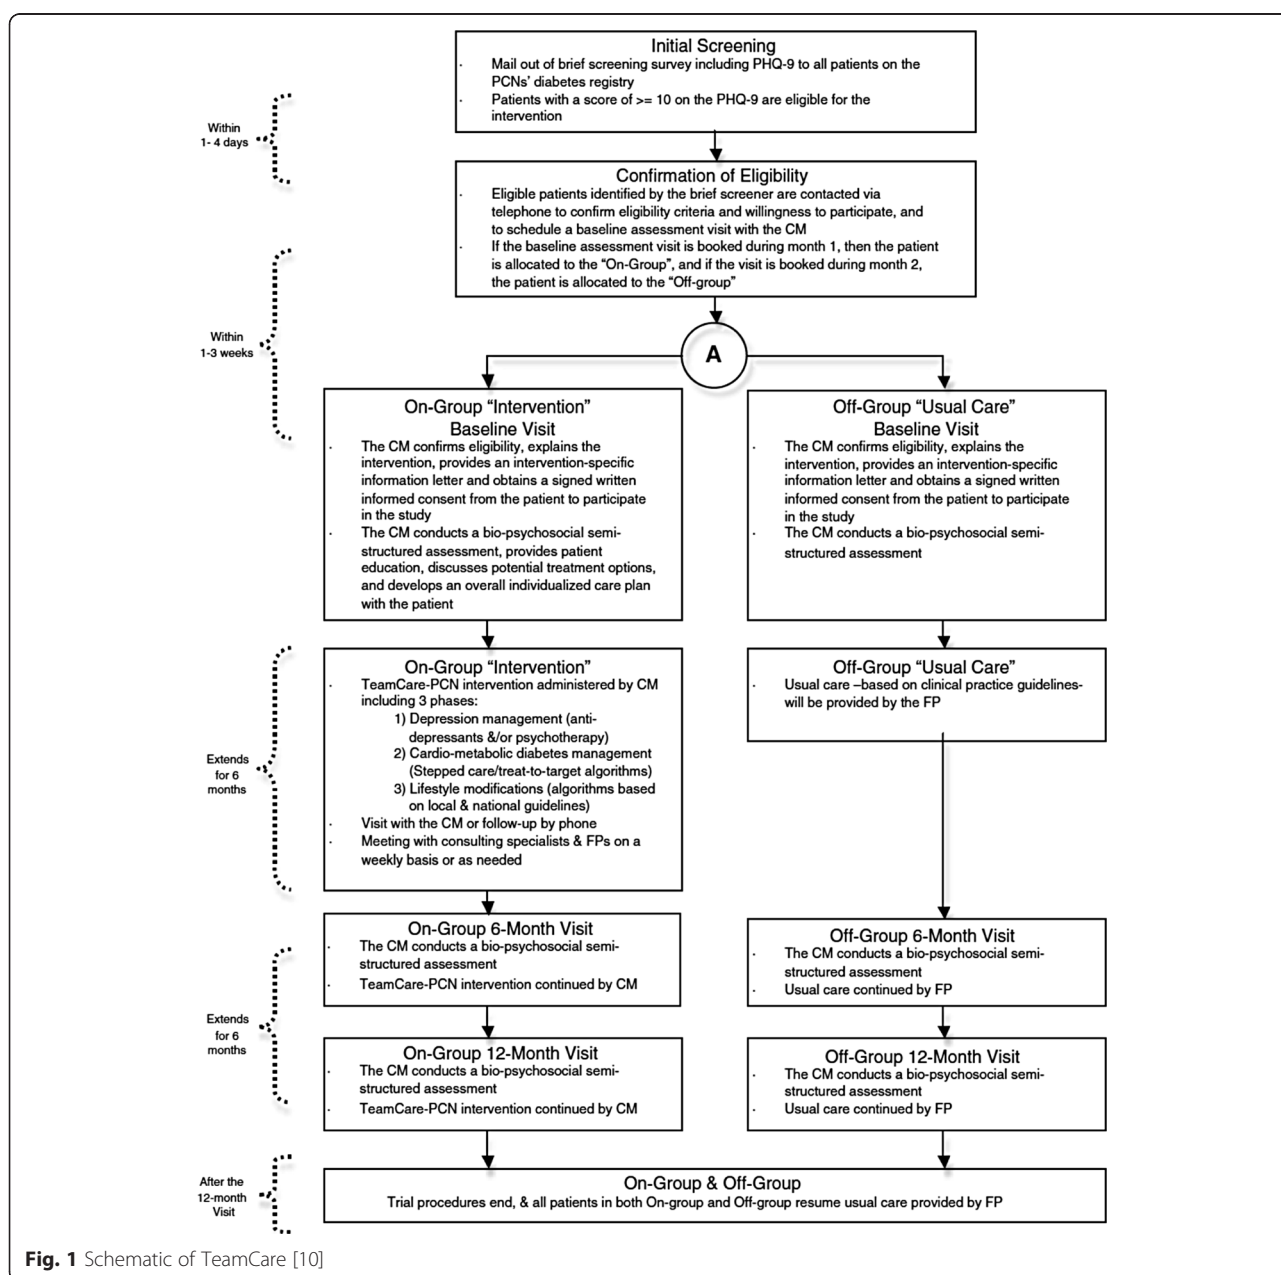 Initial Screening
· Mail out of brief screening survey including PHQ-9 to all patients on the
PCNs’ diabetes registry
· Patients with a score of >= 10 on the PHQ-9 are eligible for the
intervention
Within
1- 4 days
Confirmation of Eligibility
· Eligible patients identified by the brief screener are contacted via
telephone to confirm eligibility criteria and willingness to participate, and
to schedule a baseline assessment visit with the CM
· If the baseline assessment visit is booked during month 1, then the patient
is allocated to the “On-Group”, and if the visit is booked during month 2,
the patient is allocated to the “Off-group”
Within
1-3 weeks
A
On-Group “Intervention”
Baseline Visit
· The CM confirms eligibility, explains the
intervention, provides an intervention-specific
information letter and obtains a signed written
informed consent from the patient to participate
in the study
· The CM conducts a bio-psychosocial semi-
structured assessment, provides patient
education, discusses potential treatment options,
and develops an overall individualized care plan
with the patient
Off-Group “Usual Care”
Baseline Visit
· The CM confirms eligibility, explains the
intervention, provides an intervention-specific
information letter and obtains a signed written
informed consent from the patient to participate
in the study
· The CM conducts a bio-psychosocial semi-
structured assessment
Extends
for 6
months
On-Group “Intervention”
· TeamCare-PCN intervention administered by CM
including 3 phases:
1) Depression management (anti-
depressants &/or psychotherapy)
2) Cardio-metabolic diabetes management
(Stepped care/treat-to-target algorithms)
3) Lifestyle modifications (algorithms based
on local & national guidelines)
· Visit with the CM or follow-up by phone
· Meeting with consulting specialists & FPs on a
weekly basis or as needed
Off-Group “Usual Care”
· Usual care –based on clinical practice guidelines-
will be provided by the FP
Extends
for 6
months
On-Group 6-Month Visit
· The CM conducts a bio-psychosocial semi-
structured assessment
· TeamCare-PCN intervention continued by CM
Off-Group 6-Month Visit
· The CM conducts a bio-psychosocial semi-
structured assessment
· Usual care continued by FP
On-Group 12-Month Visit
· The CM conducts a bio-psychosocial semi-
structured assessment
· TeamCare-PCN intervention continued by CM
Off-Group 12-Month Visit
· The CM conducts a bio-psychosocial semi-
structured assessment
· Usual care continued by FP
After the
12-month
Visit
On-Group & Off-Group
Trial procedures end, & all patients in both On-group and Off-group resume usual care provided by FP
Fig. 1 Schematic of TeamCare [10]